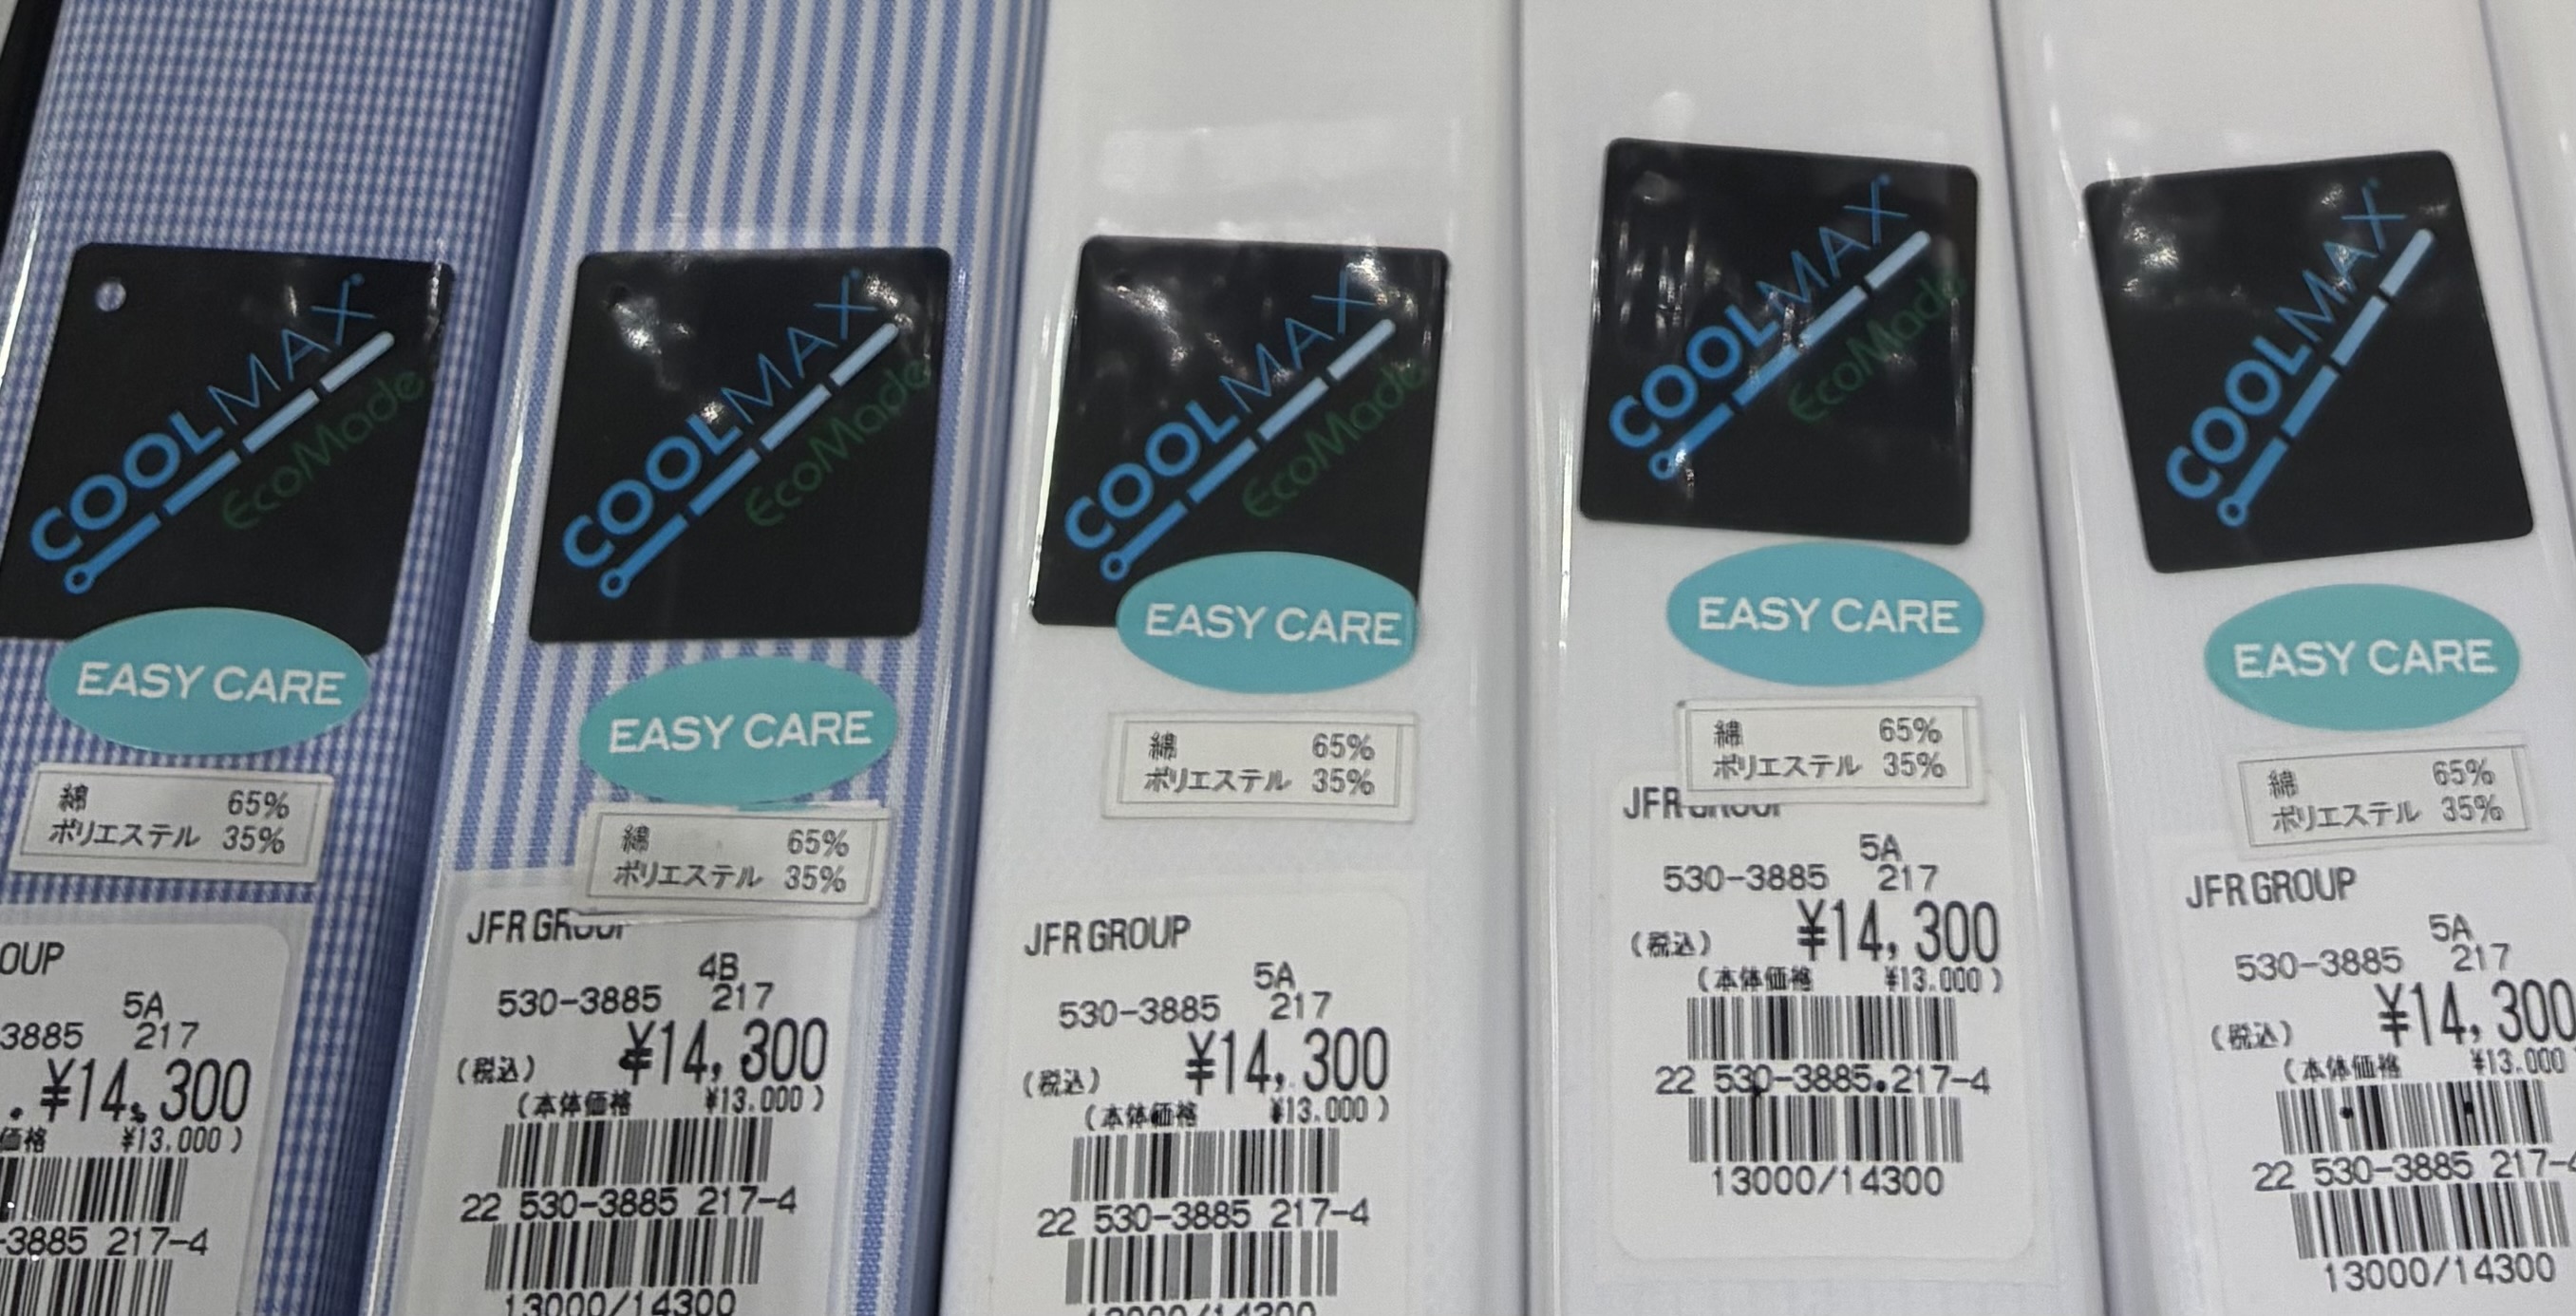 COOLMAX
EcoMade
EASY CARE
綿 65%
ポリエステル 35%
OUP
5A
3885 217
¥14,300
価格 ¥13.000)
-3885 217-4
COOLMAX
EcoMade
EASY CARE
綿 65%
ポリエステル 35%
JFR GROUP
4B
530-3885 217
(税込) ¥14,300
(本体価格 ¥13.000)
22 530-3885 217-4
13000/14300
COOLMAX
EcoMade
EASY CARE
綿 65%
ポリエステル 35%
JFR GROUP
5A
530-3885 217
(税込) ¥14,300
(本体価格 ¥13.000)
22 530-3885 217-4
13000/14300
COOLMAX
EcoMade
EASY CARE
綿 65%
ポリエステル 35%
JFR GROUP
5A
530-3885 217
(税込) ¥14,300
(本体価格 ¥13.000)
22 530-3885 217-4
13000/14300
COOLMAX
EASY CARE
綿 65%
ポリエステル 35%
JFR GROUP
5A
530-3885 217
(税込) ¥14,300
(本体価格 ¥13.000
22 530-3885 217-4
13000/14300